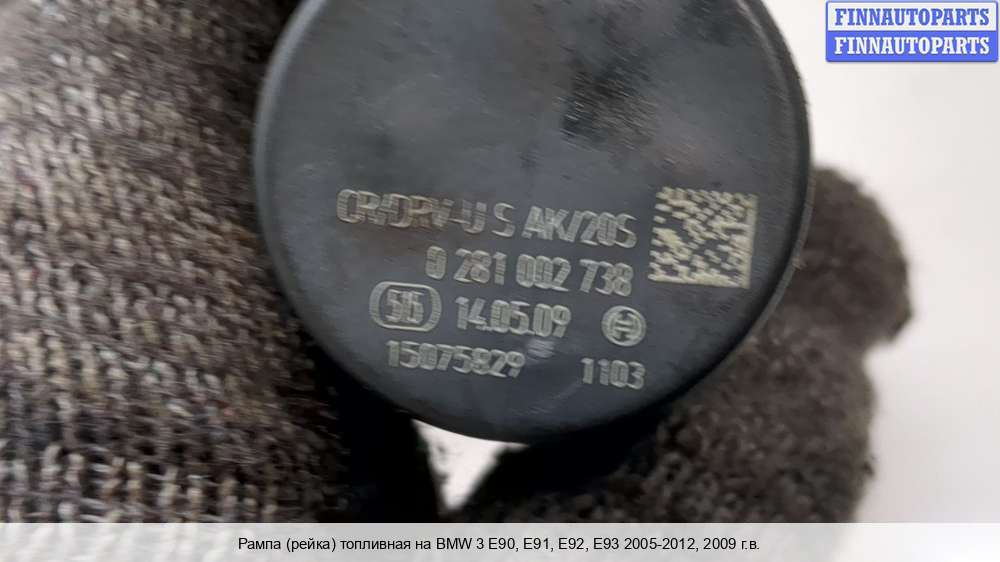 FINNAUTOPARTS
FINNAUTOPARTS
CR/DRV-U S AK/20S
0 281 002 738
515 14.05.09
15075829 1103
Рампа (рейка) топливная на BMW 3 E90, E91, E92, E93 2005-2012, 2009 г.в.